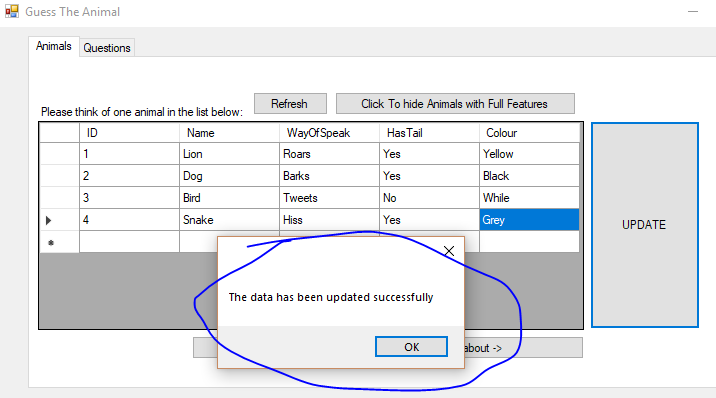 Guess The Animal
Animals Questions
Refresh Click To hide Animals with Full Features
Please think of one animal in the list below:
ID Name WayOfSpeak HasTail Colour
1 Lion Roars Yes Yellow
2 Dog Barks Yes Black
3 Bird Tweets No While
4 Snake Hiss Yes Grey
UPDATE
The data has been updated successfully
OK
about ->